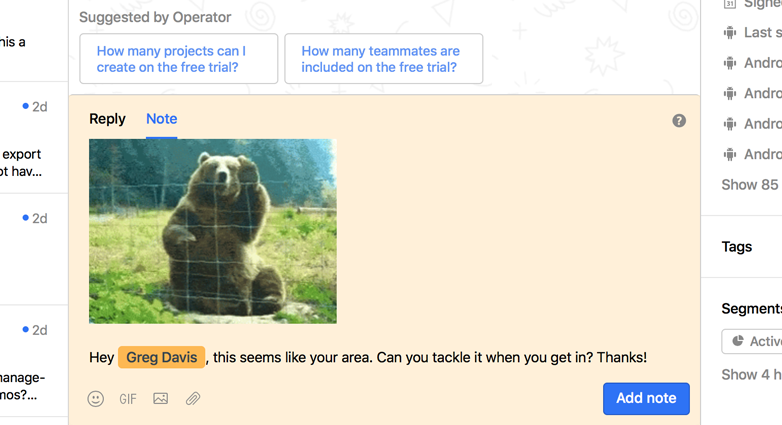 Suggested by Operator
How many projects can I
create on the free trial?
How many teammates are
included on the free trial?
his a
2d
export
ot hav...
2d
2d
manage-
mos?...
Reply
Note
?
Hey Greg Davis, this seems like your area. Can you tackle it when you get in? Thanks!
GIF
Add note
31
Signe
Last s
Andro
Andro
Andro
Andro
Show 85
Tags
Segments
Active
Show 4 h